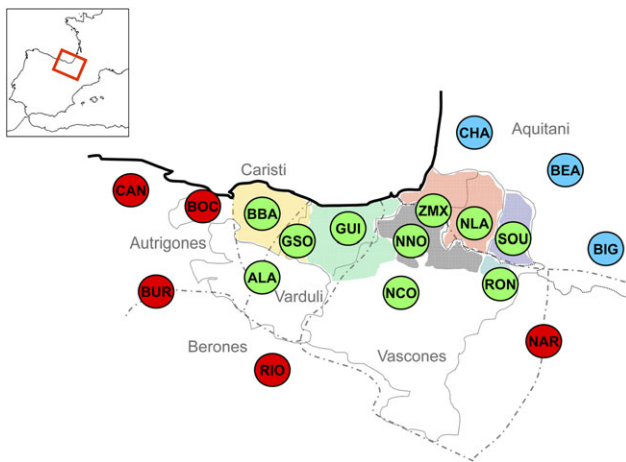 CHA
Aquitani
BEA
Caristi
CAN
BOC
BBA
ZMX
NLA
GUI
SOU
GSO
NNO
Autrigones
BIG
ALA
RON
BUR
Varduli
NCO
NAR
Berones
Vascones
RIO